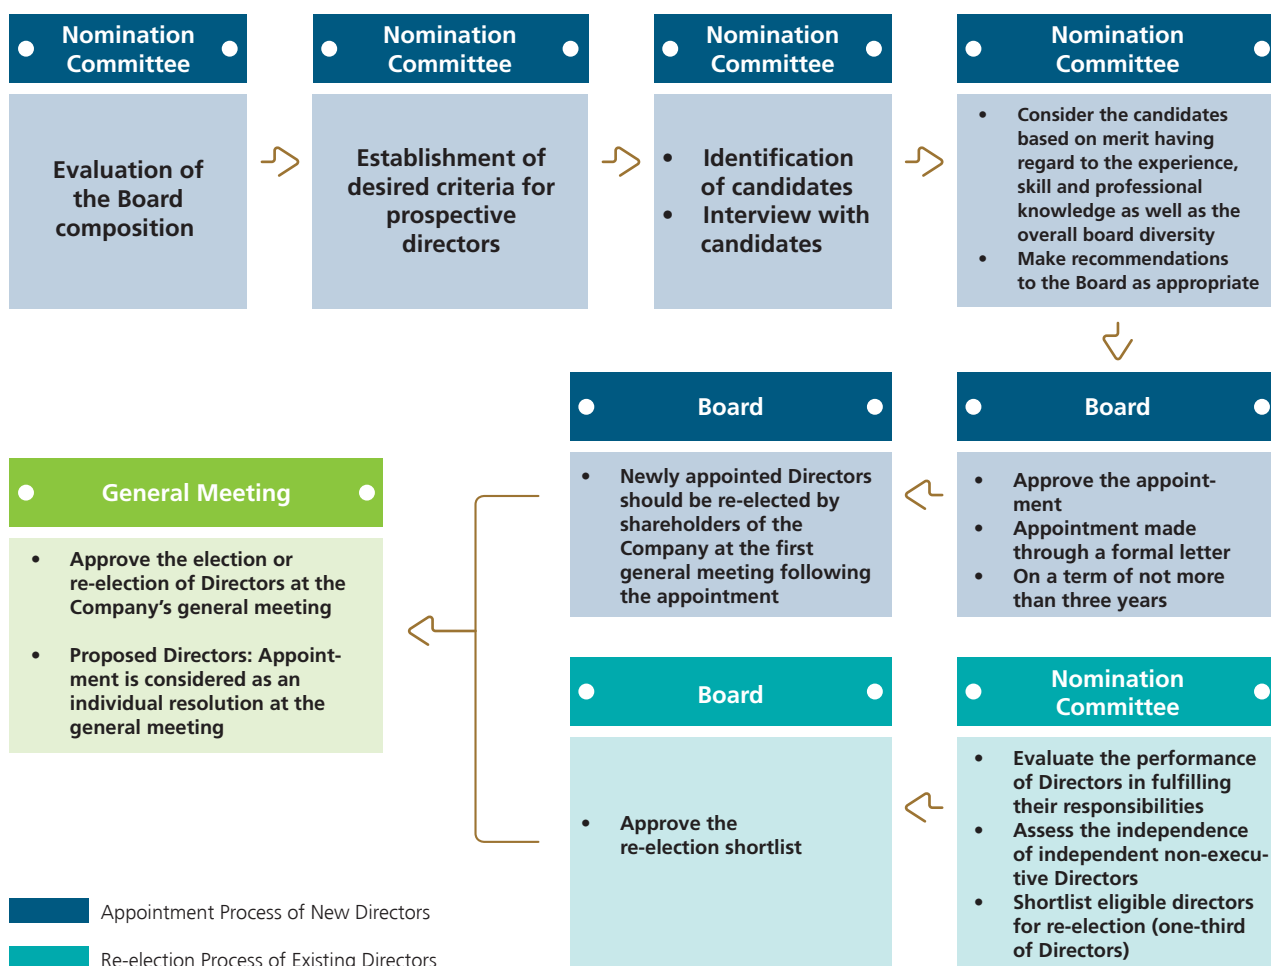 Nomination
Committee
Evaluation of
the Board
composition
Nomination
Committee
Establishment of
desired criteria for
prospective
directors
Nomination
Committee
• Identification
of candidates
• Interview with
candidates
Nomination
Committee
• Consider the candidates
based on merit having
regard to the experience,
skill and professional
knowledge as well as the
overall board diversity
• Make recommendations
to the Board as appropriate
Board
• Approve the appoint-
ment
• Appointment made
through a formal letter
• On a term of not more
than three years
Board
• Newly appointed Directors
should be re-elected by
shareholders of the
Company at the first
general meeting following
the appointment
Nomination
Committee
• Evaluate the performance
of Directors in fulfilling
their responsibilities
• Assess the independence
of independent non-execu-
tive Directors
• Shortlist eligible directors
for re-election (one-third
of Directors)
Board
• Approve the
re-election shortlist
General Meeting
• Approve the election or
re-election of Directors at the
Company’s general meeting
• Proposed Directors: Appoint-
ment is considered as an
individual resolution at the
general meeting
Appointment Process of New Directors
Re-election Process of Existing Directors